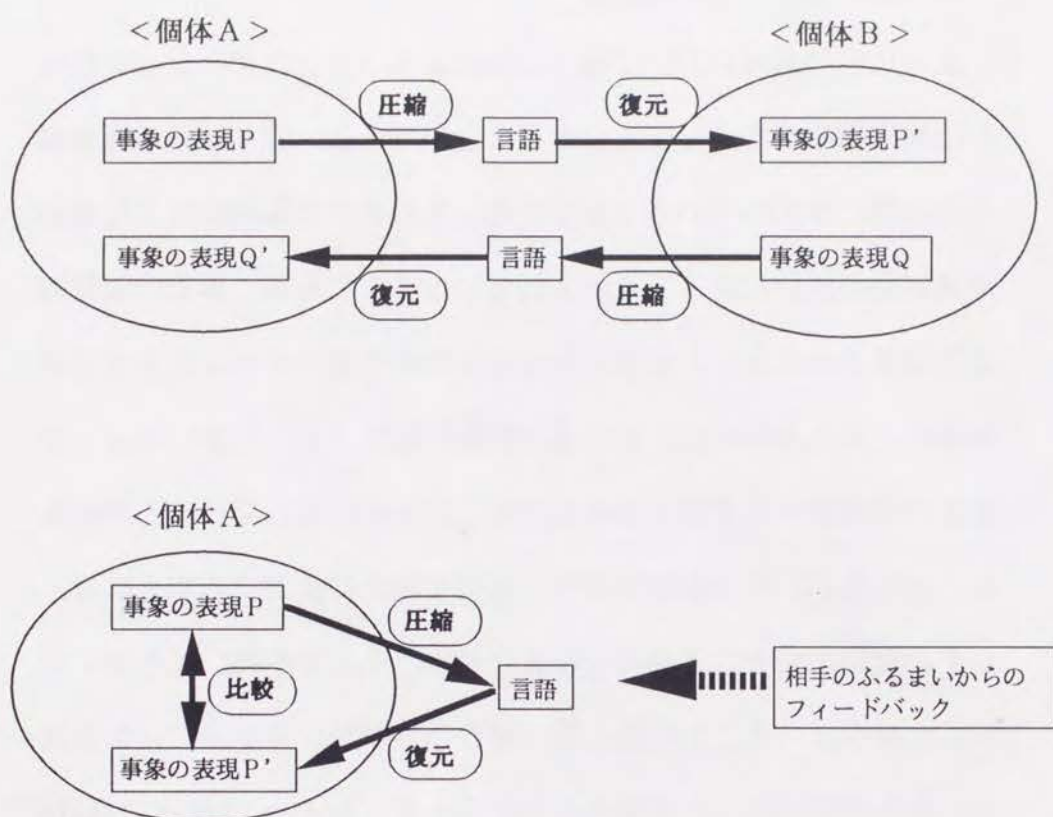 <個体A>
<個体B>
圧縮
復元
事象の表現P
言語
事象の表現P'
事象の表現Q'
言語
事象の表現Q
復元
圧縮
<個体A>
事象の表現P
圧縮
比較
言語
相手のふるまいからの
フィードバック
復元
事象の表現P'